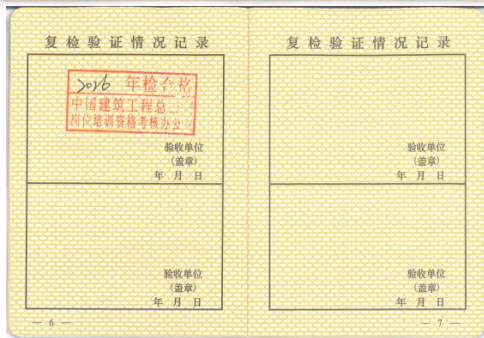 复检验证情况记录
2026 年检合格
中国建筑工程总
岗位培训资格考核办公
验收单位
(盖章)
年 月 日
验收单位
(盖章)
年 月 日
— 6 —
复检验证情况记录
验收单位
(盖章)
年 月 日
验收单位
(盖章)
年 月 日
— 7 —